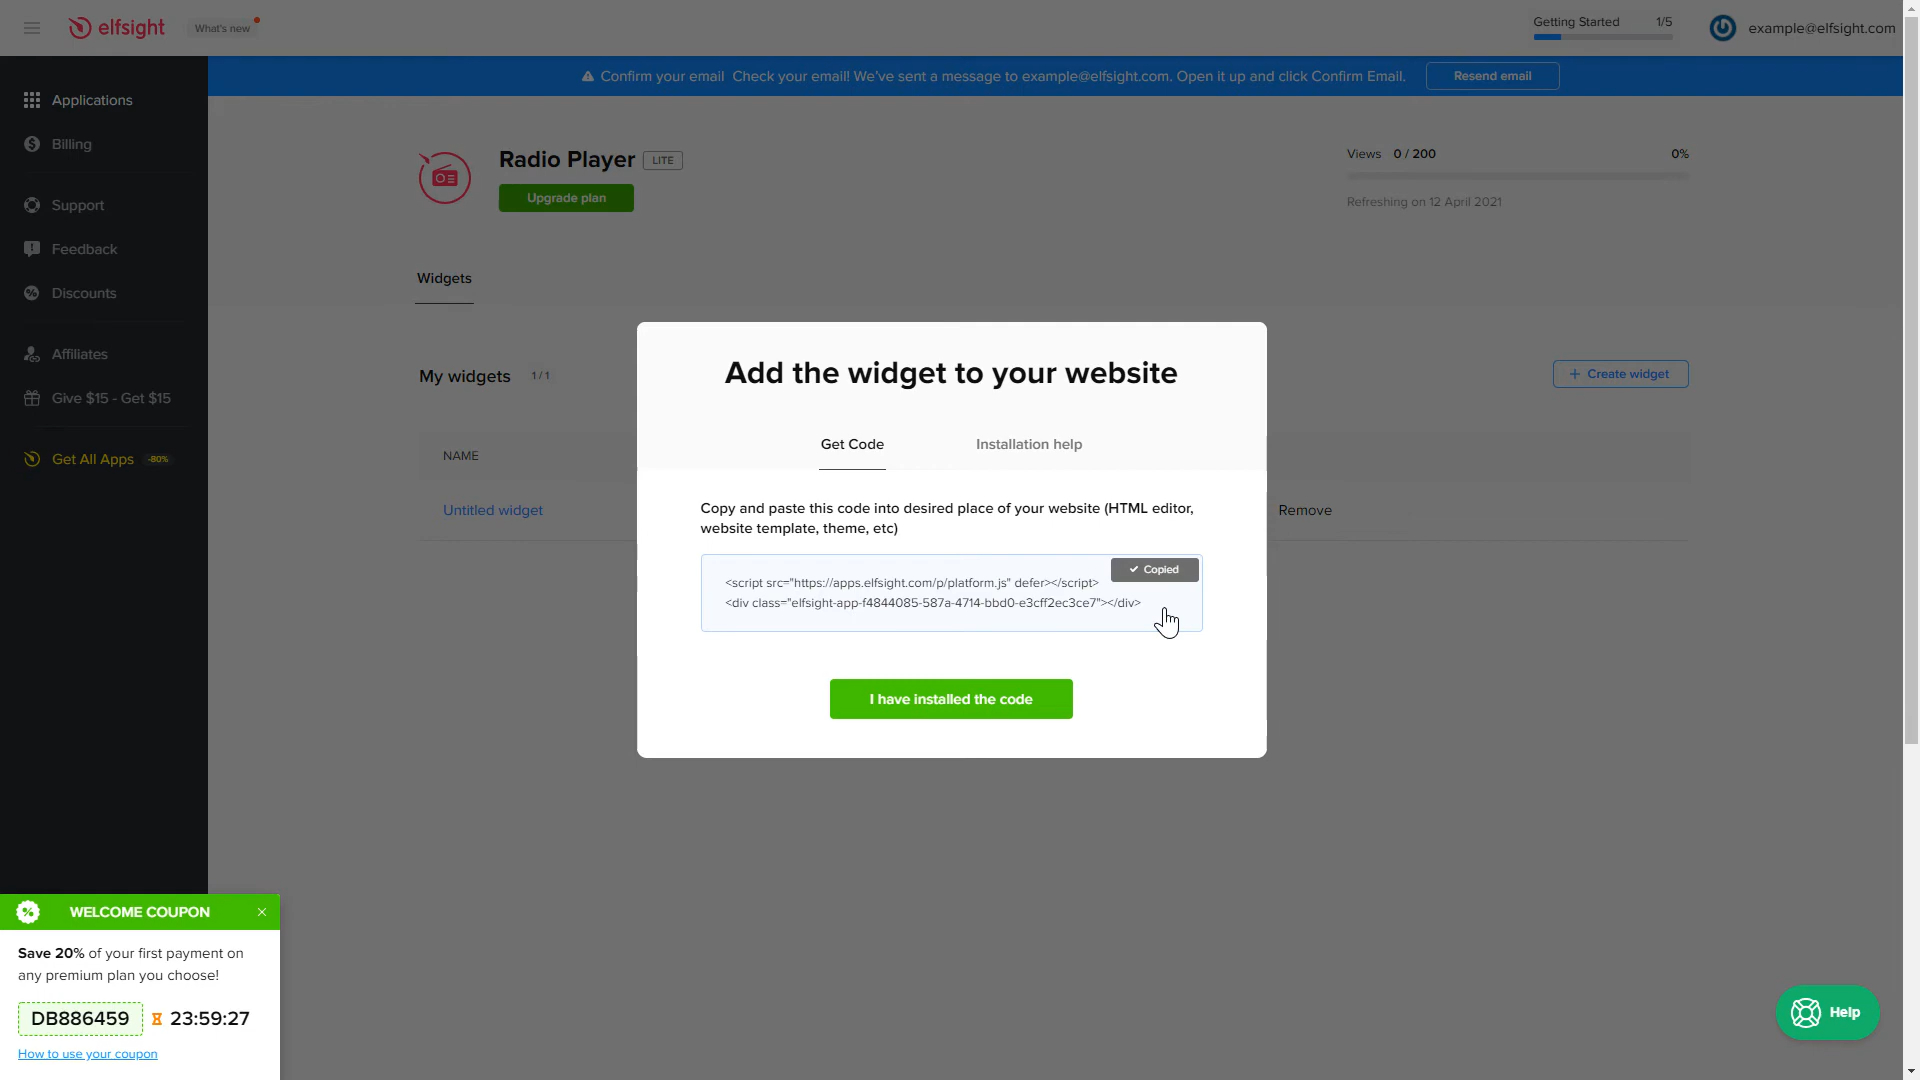 elfsight
What's new
Getting Started 1/5
example@elfsight.com
Confirm your email Check your email! We've sent a message to example@elfsight.com. Open it up and click Confirm Email.
Resend email
Applications
Billing
Support
Feedback
Discounts
Affiliates
Give $15 - Get $15
Get All Apps -80%
Radio Player LITE
Upgrade plan
Views 0 / 200 0%
Refreshing on 12 April 2021
Widgets
My widgets 1 / 1
+ Create widget
NAME
Untitled widget
Remove
Add the widget to your website
Get Code
Installation help
Copy and paste this code into desired place of your website (HTML editor,
website template, theme, etc)
Copied
<script src="https://apps.elfsight.com/p/platform.js" defer></script>
<div class="elfsight-app-f4844085-587a-4714-bbd0-e3cff2ec3ce7"></div>
I have installed the code
WELCOME COUPON
Save 20% of your first payment on
any premium plan you choose!
DB886459 23:59:27
How to use your coupon
Help